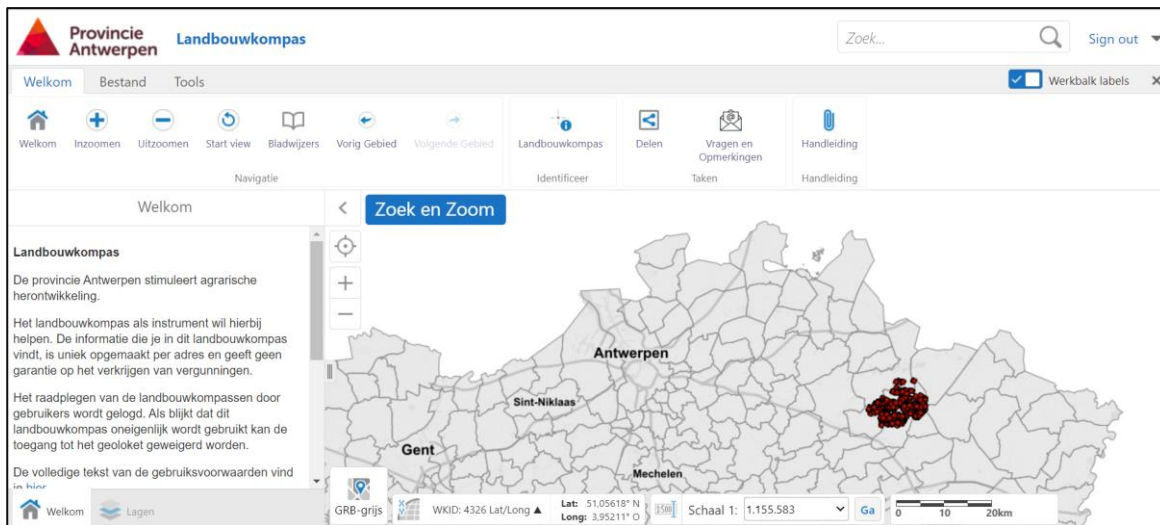 Provincie
Antwerpen
Landbouwkompas
Zoek...
Sign out
Welkom
Bestand
Tools
Werkbalk labels
Welkom
Inzoomen
Uitzoomen
Start view
Bladwijzers
Vorig Gebied
Volgende Gebied
Landbouwkompas
Delen
Vragen en
Opmerkingen
Handleiding
Navigatie
Identificeer
Taken
Handleiding
Welkom
Zoek en Zoom
Landbouwkompas
De provincie Antwerpen stimuleert agrarische
herontwikkeling.
Het landbouwkompas als instrument wil hierbij
helpen. De informatie die je in dit landbouwkompas
vindt, is uniek opgemaakt per adres en geeft geen
garantie op het verkrijgen van vergunningen.
Het raadplegen van de landbouwkompassen door
gebruikers wordt gelogd. Als blijkt dat dit
landbouwkompas oneigenlijk wordt gebruikt kan de
toegang tot het geoloket geweigerd worden.
De volledige tekst van de gebruiksvoorwaarden vind
je hier
Antwerpen
Sint-Niklaas
Gent
Mechelen
Welkom
Lagen
GRB-grijs
WKID: 4326 Lat/Long ▲
Lat: 51,05618° N
Long: 3,95211° O
Schaal 1: 1.155.583
Ga
0 10 20km